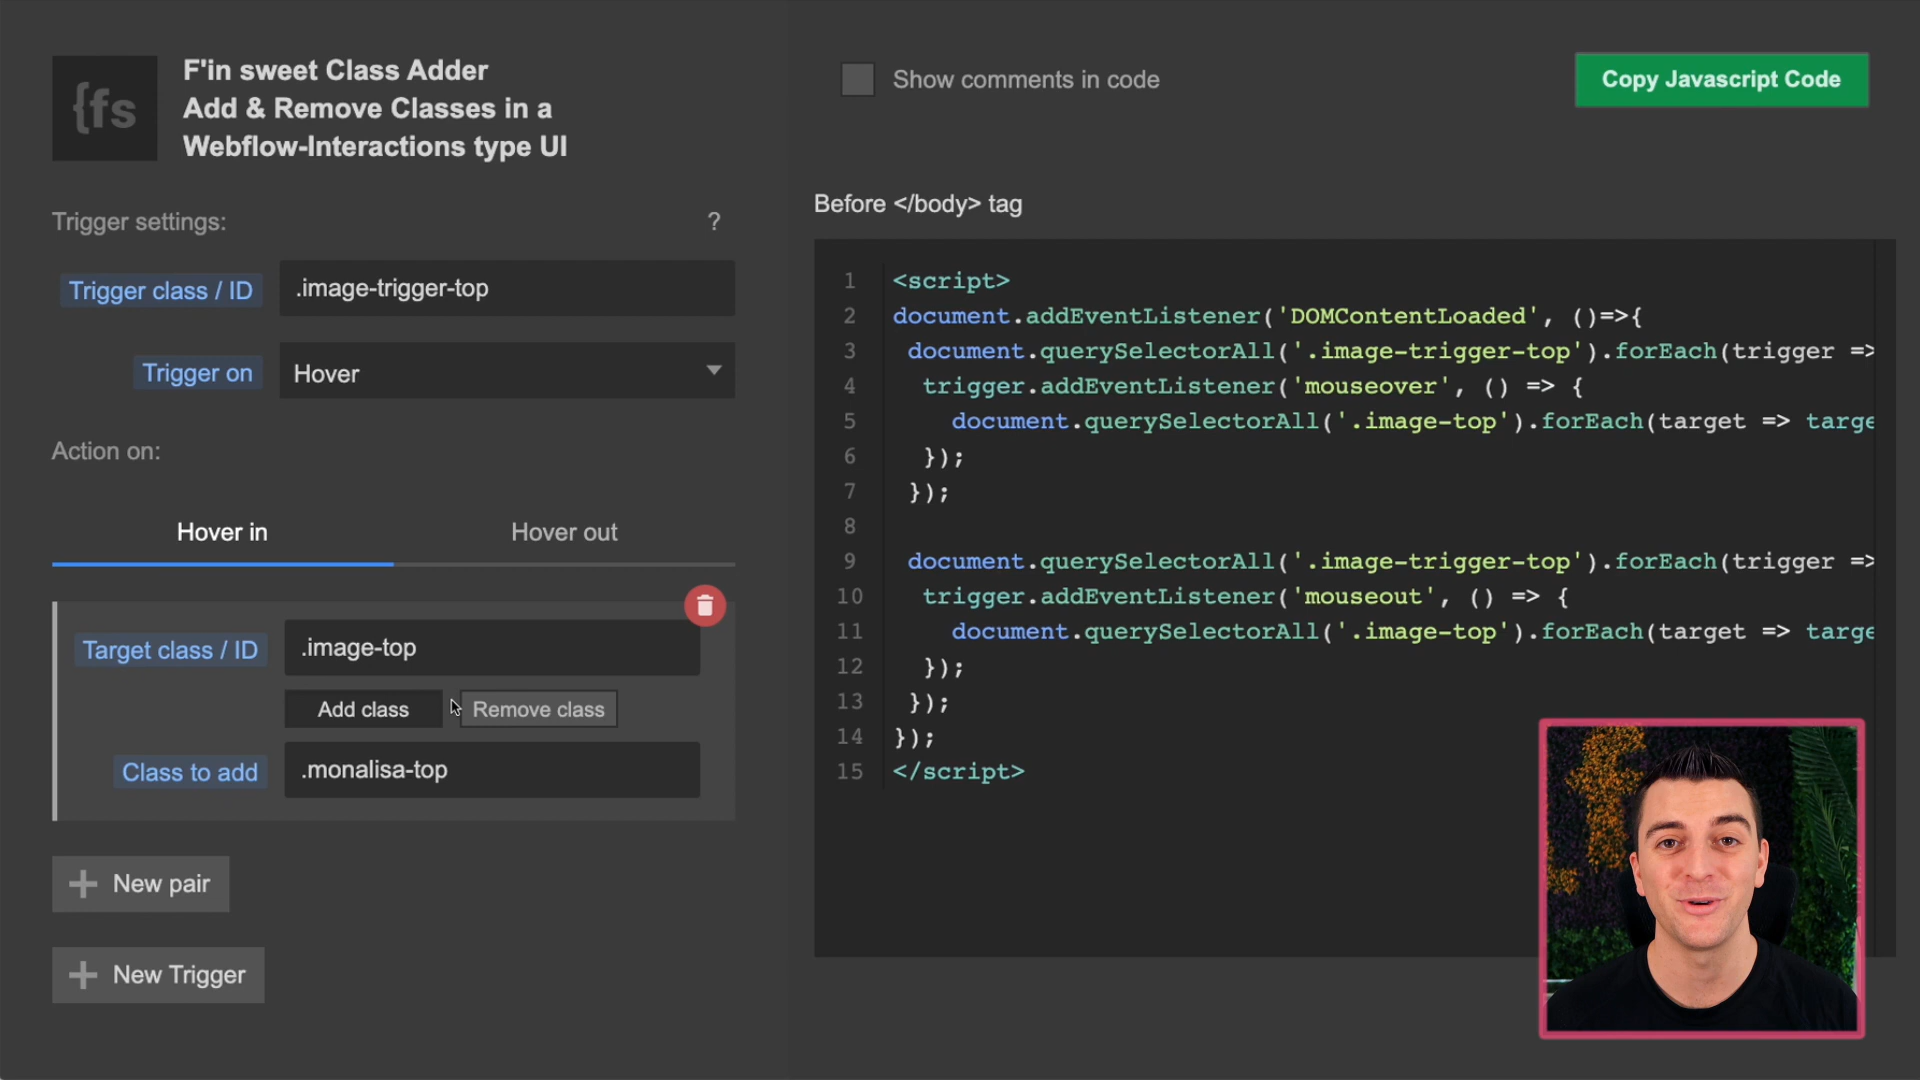 {fs
F'in sweet Class Adder
Add & Remove Classes in a
Webflow-Interactions type UI
Show comments in code
Copy Javascript Code
Trigger settings:
?
Trigger class / ID
.image-trigger-top
Trigger on
Hover
Action on:
Hover in
Hover out
Target class / ID
.image-top
Add class
Remove class
Class to add
.monalisa-top
New pair
New Trigger
Before </body> tag
1 <script>
2 document.addEventListener('DOMContentLoaded', ()=>{
3 document.querySelectorAll('.image-trigger-top').forEach(trigger =>
4 trigger.addEventListener('mouseover', () => {
5 document.querySelectorAll('.image-top').forEach(target => targe
6 });
7 });
8
9 document.querySelectorAll('.image-trigger-top').forEach(trigger =>
10 trigger.addEventListener('mouseout', () => {
11 document.querySelectorAll('.image-top').forEach(target => targe
12 });
13 });
14 });
15 </script>